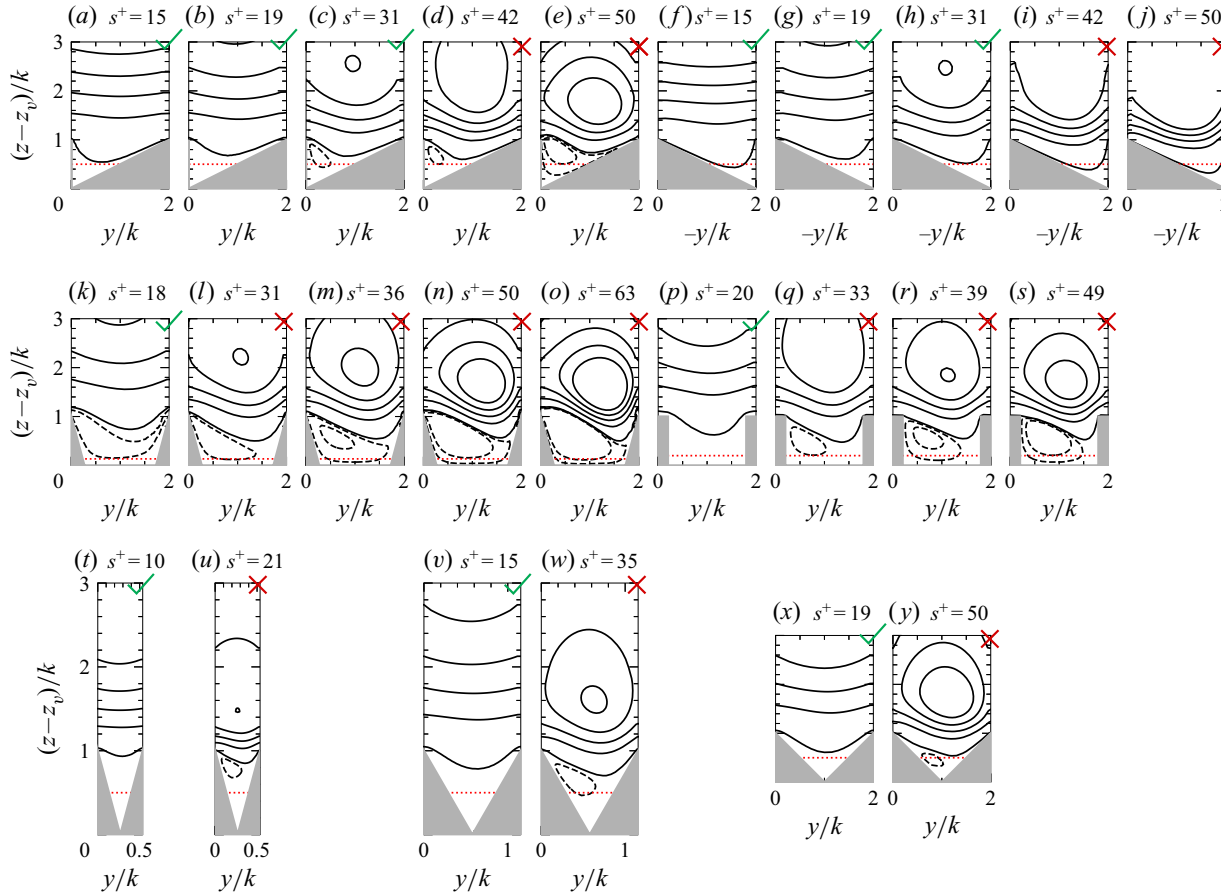 (a) s+ = 15 (b) s+ = 19 (c) s+ = 31 (d) s+ = 42 (e) s+ = 50 (f) s+ = 15 (g) s+ = 19 (h) s+ = 31 (i) s+ = 42 (j) s+ = 50
3
2
1
(z − zv)/k
0 2 0 2 0 2 0 2 0 2 0 2 0 2 0 2 0 2 0 2
y/k y/k y/k y/k y/k –y/k –y/k –y/k –y/k –y/k
(k) s+ = 18 (l) s+ = 31 (m) s+ = 36 (n) s+ = 50 (o) s+ = 63 (p) s+ = 20 (q) s+ = 33 (r) s+ = 39 (s) s+ = 49
3
2
1
(z − zv)/k
0 2 0 2 0 2 0 2 0 2 0 2 0 2 0 2 0 2
y/k y/k y/k y/k y/k y/k y/k y/k y/k
(t) s+ = 10 (u) s+ = 21 (v) s+ = 15 (w) s+ = 35
3
2
1
(z − zv)/k
0 0.5 0 0.5 0 1 0 1
y/k y/k y/k y/k
(x) s+ = 19 (y) s+ = 50
0 2 0 2
y/k y/k